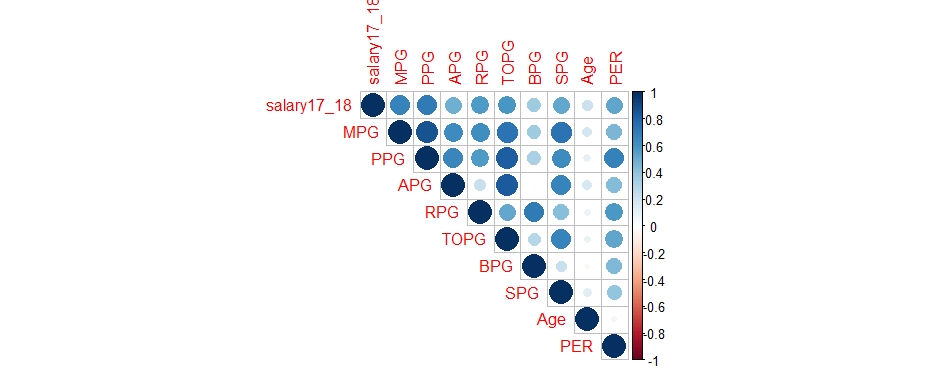 salary17_18
MPG
PPG
APG
RPG
TOPG
BPG
SPG
Age
PER
salary17_18
MPG
PPG
APG
RPG
TOPG
BPG
SPG
Age
PER
1
0.8
0.6
0.4
0.2
0
-0.2
-0.4
-0.6
-0.8
-1